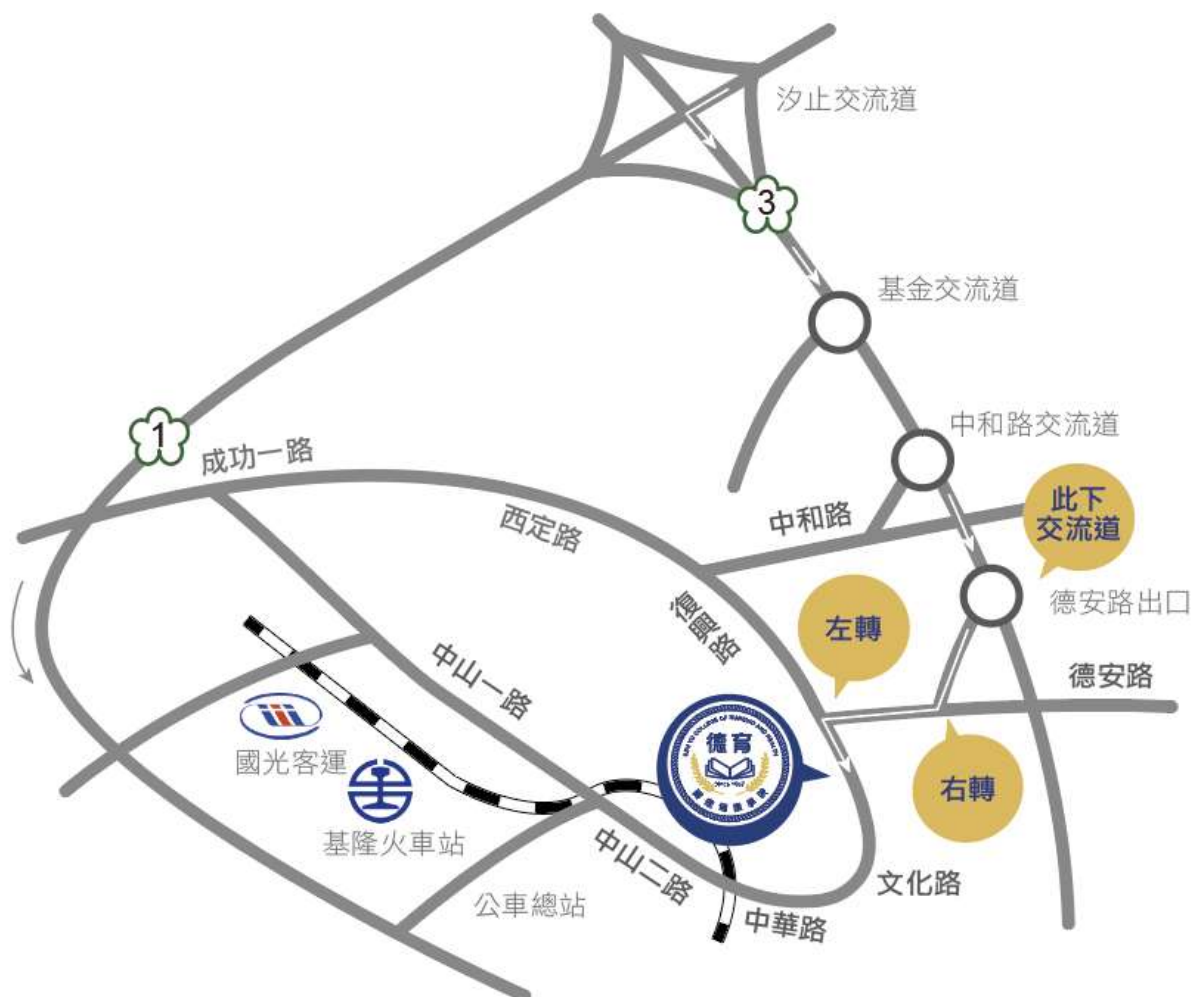 汐止交流道
3
基金交流道
1
成功一路
中和路交流道
西定路
中和路
此下
交流道
復興路
左轉
德安路出口
德安路
中山一路
國光客運
德育
右轉
基隆火車站
中山二路
文化路
公車總站
中華路